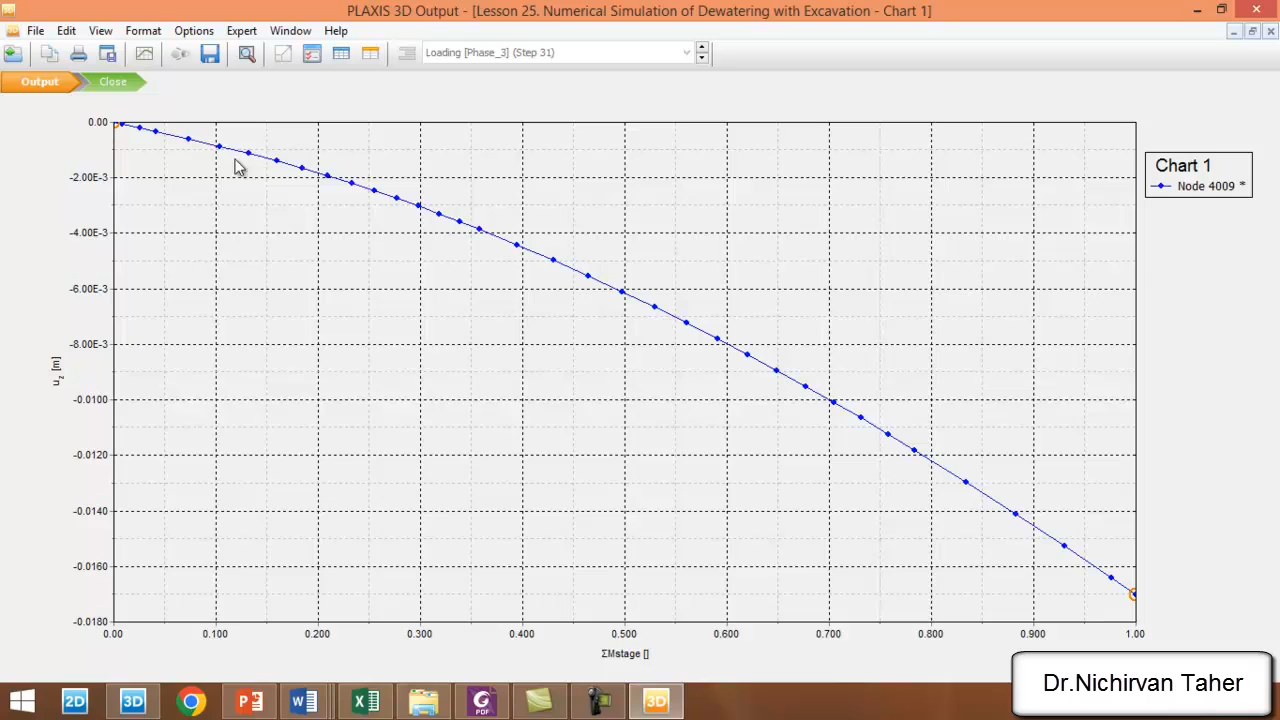 PLAXIS 3D Output - [Lesson 25. Numerical Simulation of Dewatering with Excavation - Chart 1]
File Edit View Format Options Expert Window Help
Loading [Phase_3] (Step 31)
Output Close
Chart 1
Node 4009 *
0.00
-2.00E-3
-4.00E-3
-6.00E-3
-8.00E-3
-0.0100
-0.0120
-0.0140
-0.0160
-0.0180
u_z [m]
0.00 0.100 0.200 0.300 0.400 0.500 0.600 0.700 0.800 0.900 1.00
ΣMstage []
Dr.Nichirvan Taher
2D 3D PDF 3D